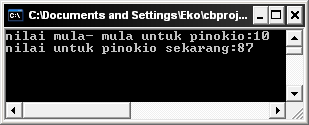 C:\Documents and Settings\Eko\cbproj...
nilai mula- mula untuk pinokio:10
nilai untuk pinokio sekarang:87